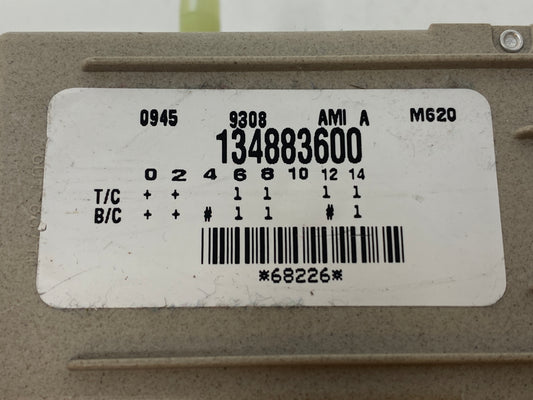 0945 9308 AMI A M620
134883600
0 2 4 6 8 10 12 14
T/C + + 1 1 1 1
B/C + + # 1 1 # 1
*68226*